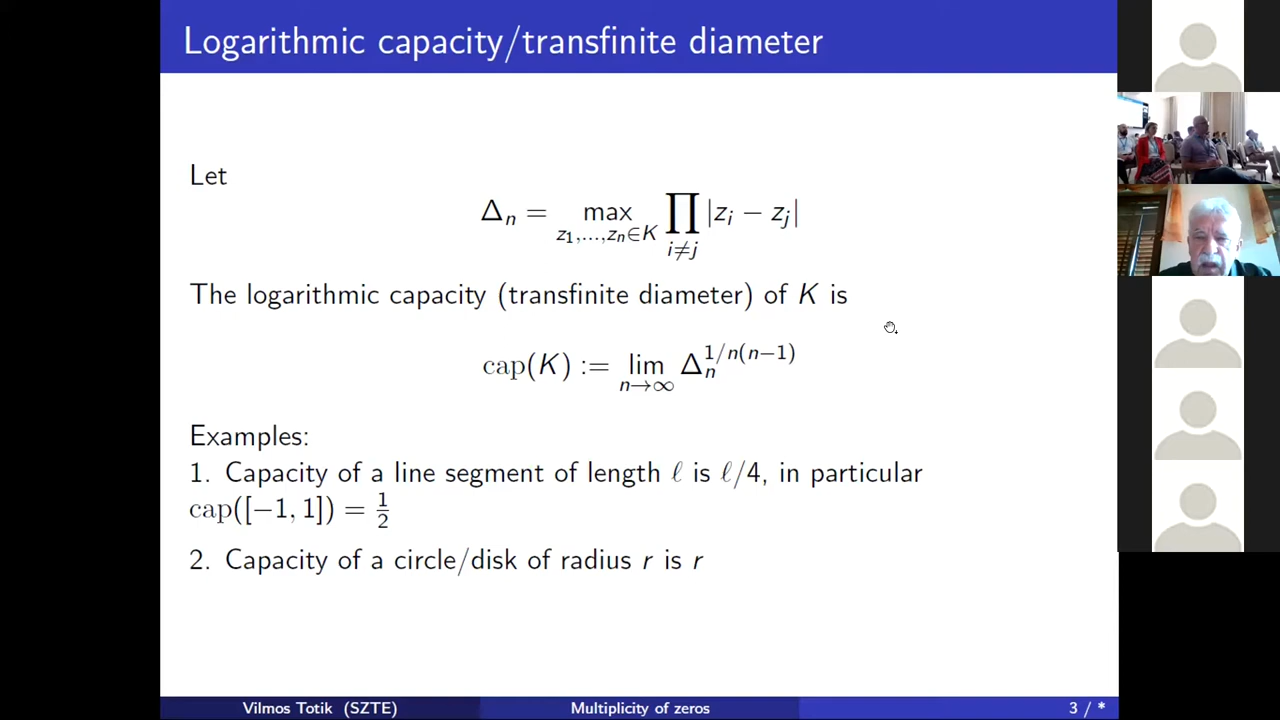 Logarithmic capacity/transfinite diameter
Let
Δ_n = max_{z_1,...,z_n∈K} ∏_{i≠j} |z_i − z_j|
The logarithmic capacity (transfinite diameter) of K is
cap(K) := lim_{n→∞} Δ_n^{1/n(n−1)}
Examples:
1. Capacity of a line segment of length ℓ is ℓ/4, in particular
cap([−1, 1]) = 1/2
2. Capacity of a circle/disk of radius r is r
Vilmos Totik (SZTE) Multiplicity of zeros 3 / *